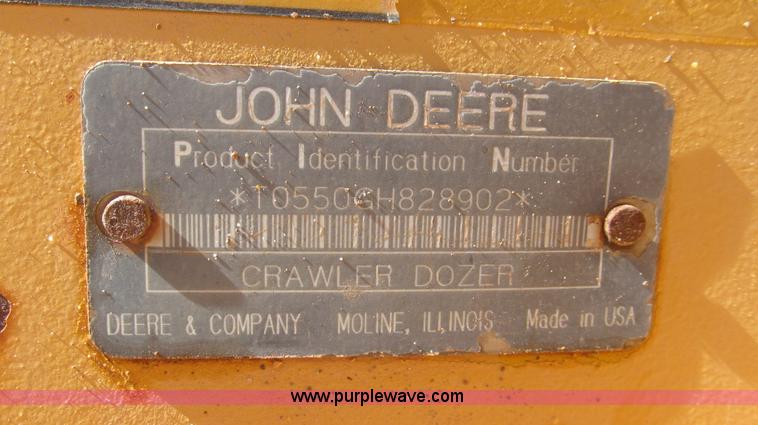 JOHN DEERE
Product Identification Number
*T0550GH828902*
CRAWLER DOZER
DEERE & COMPANY MOLINE, ILLINOIS Made in USA
www.purplewave.com